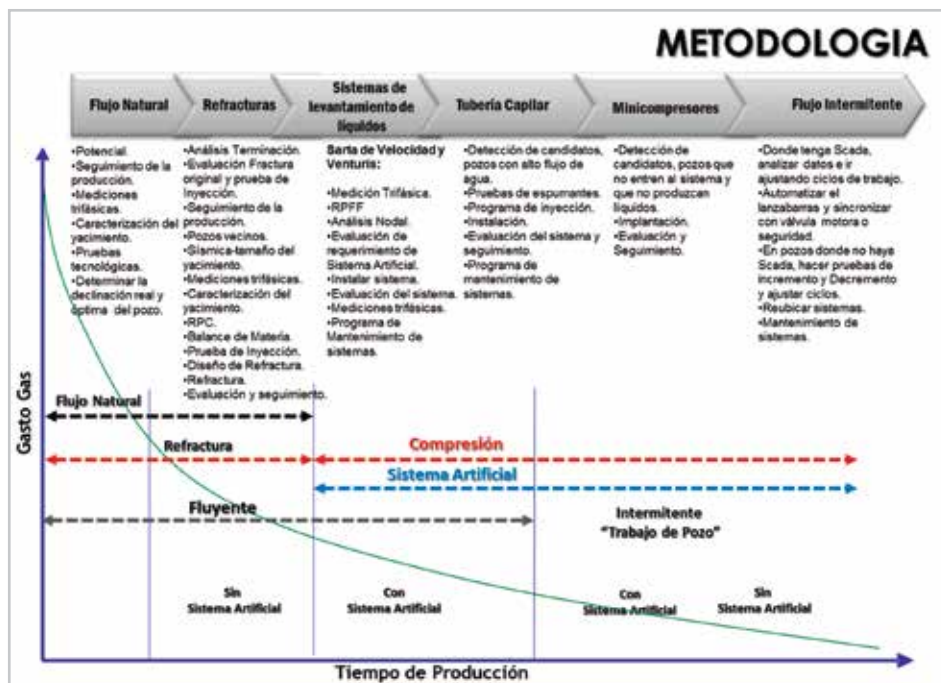 METODOLOGIA
Flujo Natural
Refracturas
Sistemas de
levantamiento de
líquidos
Tubería Capilar
Minicompresores
Flujo Intermitente
•Potencial.
•Seguimiento de la
producción.
•Mediciones
trifásicas.
•Caracterización del
yacimiento.
•Pruebas
tecnológicas.
•Determinar la
declinación real y
optima del pozo.
•Análisis Terminación.
•Evaluación Fractura
original y prueba de
Inyección.
•Seguimiento de la
producción.
•Pozos vecinos.
•Sísmica-tamaño del
yacimiento.
•Mediciones trifásicas.
•Caracterización del
yacimiento.
•RPC.
•Balance de Materia.
•Prueba de Inyección.
•Diseño de Refractura.
•Refractura.
•Evaluación y seguimiento.
Sarta de Velocidad y
Venturis:
•Medición Trifásica.
•RPFF
•Análisis Nodal.
•Evaluación de
requerimiento de
Sistema Artificial.
•Instalar sistema.
•Evaluación del sistema.
•Mediciones trifásicas.
•Programa de
Mantenimiento de
sistemas.
•Detección de candidatos,
pozos con alto flujo de
agua.
•Pruebas de espumantes.
•Programa de inyección.
•Instalación.
•Evaluación del sistema y
seguimiento.
•Programa de
mantenimiento de
sistemas.
•Detección de
candidatos, pozos que
no entren al sistema y
que no produzcan
líquidos.
•Implantación.
•Evaluación y
Seguimiento.
•Donde tenga Scada,
analizar datos e ir
ajustando ciclos de trabajo.
•Automatizar el
lanzabarras y sincronizar
con válvula motora o
seguridad.
•En pozos donde no haya
Scada, hacer pruebas de
incremento y Decremento
y ajustar ciclos.
•Reubicar sistemas.
•Mantenimiento de
sistemas.
Gasto Gas
Flujo Natural
Refractura
Compresión
Sistema Artificial
Fluyente
Intermitente
"Trabajo de Pozo"
Sin
Sistema Artificial
Con
Sistema Artificial
Con
Sistema Artificial
Sin
Sistema Artificial
Tiempo de Producción